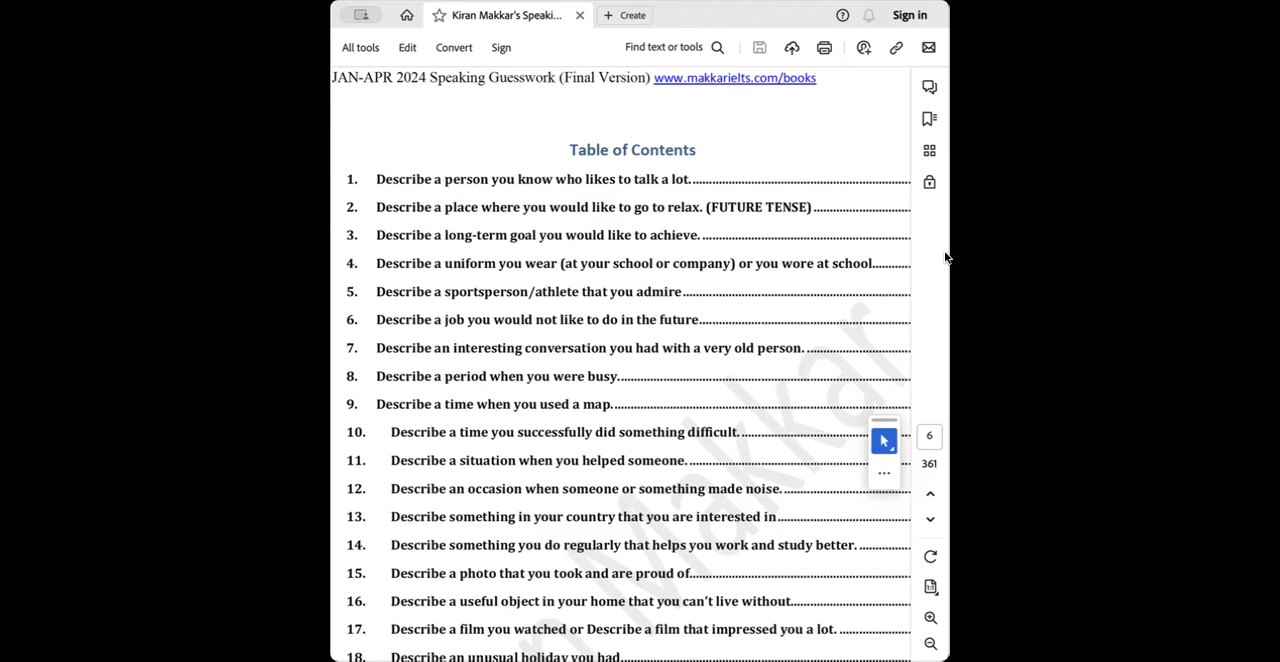 Kiran Makkar's Speaki...
Create
Sign in
All tools
Edit
Convert
Sign
Find text or tools
JAN-APR 2024 Speaking Guesswork (Final Version) www.makkarielts.com/books
Table of Contents
1. Describe a person you know who likes to talk a lot.
2. Describe a place where you would like to go to relax. (FUTURE TENSE)
3. Describe a long-term goal you would like to achieve.
4. Describe a uniform you wear (at your school or company) or you wore at school
5. Describe a sportsperson/athlete that you admire
6. Describe a job you would not like to do in the future
7. Describe an interesting conversation you had with a very old person.
8. Describe a period when you were busy.
9. Describe a time when you used a map.
10. Describe a time you successfully did something difficult.
11. Describe a situation when you helped someone.
12. Describe an occasion when someone or something made noise.
13. Describe something in your country that you are interested in
14. Describe something you do regularly that helps you work and study better.
15. Describe a photo that you took and are proud of
16. Describe a useful object in your home that you can't live without
17. Describe a film you watched or Describe a film that impressed you a lot.
18. Describe an unusual holiday you had
6
361
n Makkar